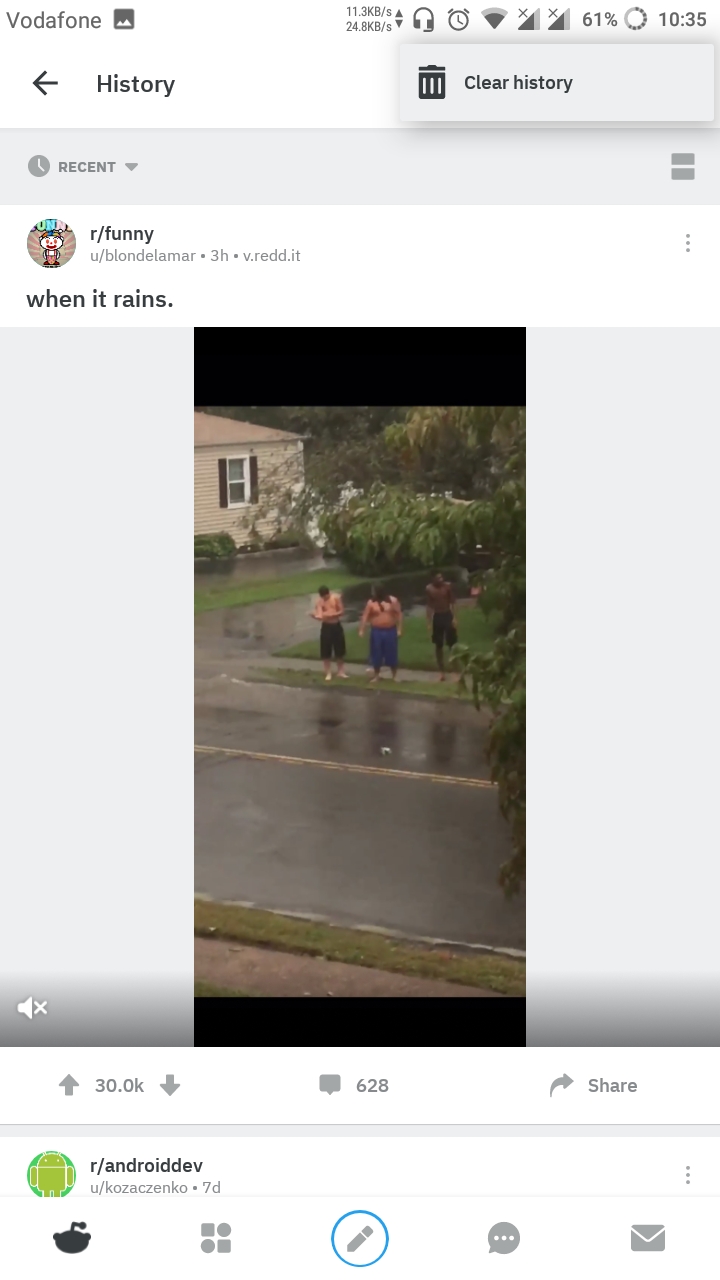 Vodafone 11.3KB/s 61% 10:35
24.8KB/s
History
Clear history
RECENT
r/funny
u/blondelamar • 3h • v.redd.it
when it rains.
30.0k 628 Share
r/androiddev
u/kozaczenko • 7d